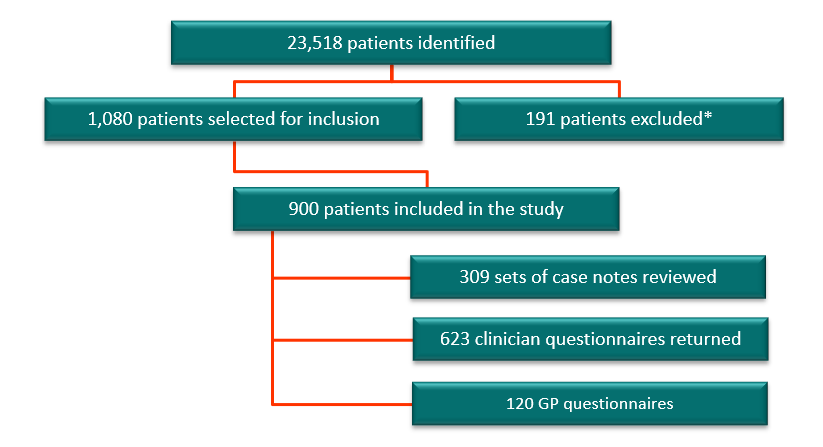 23,518 patients identified
1,080 patients selected for inclusion
191 patients excluded*
900 patients included in the study
309 sets of case notes reviewed
623 clinician questionnaires returned
120 GP questionnaires